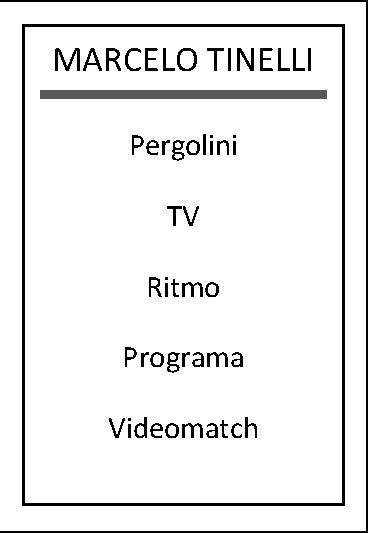 MARCELO TINELLI
Pergolini
TV
Ritmo
Programa
Videomatch